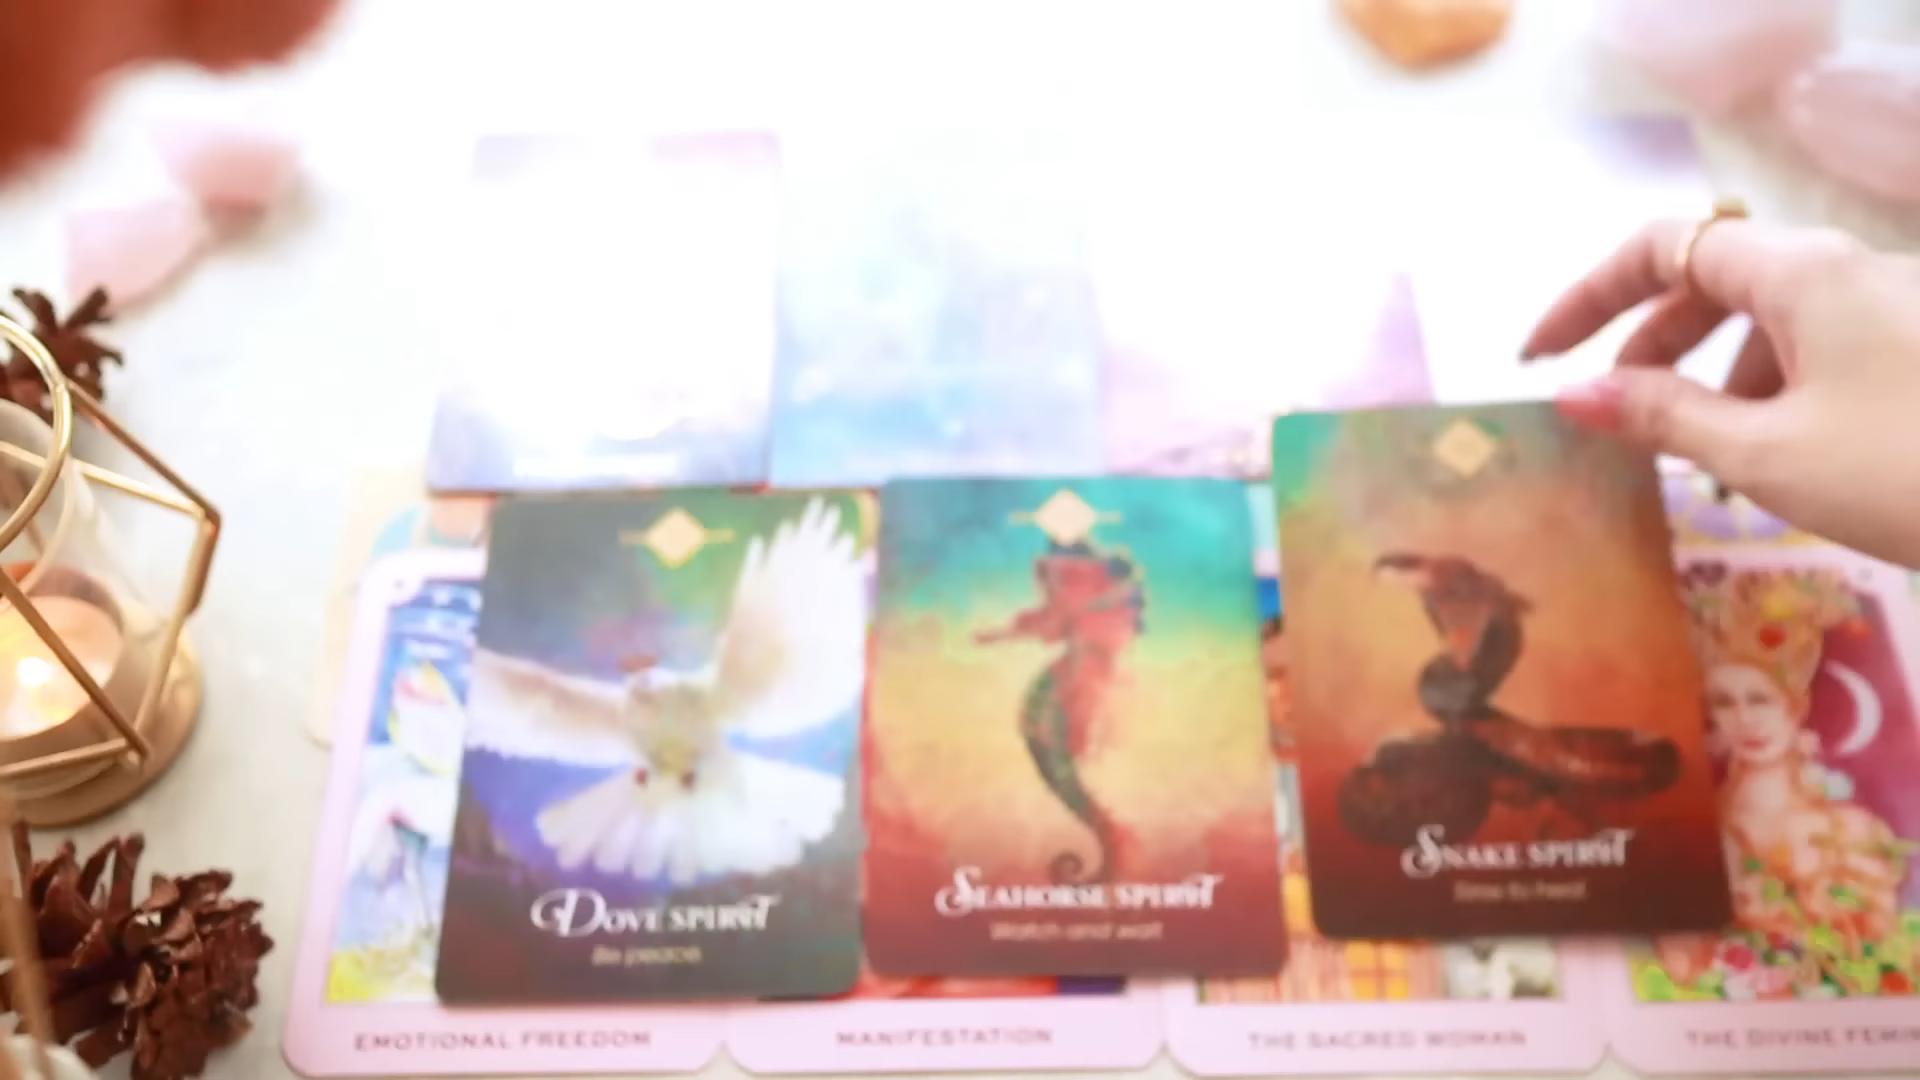 Dove spirit
Be peace
Seahorse spirit
Watch and wait
Snake spirit
Time to heal
EMOTIONAL FREEDOM
MANIFESTATION
THE SACRED WOMAN
THE DIVINE FEMIN